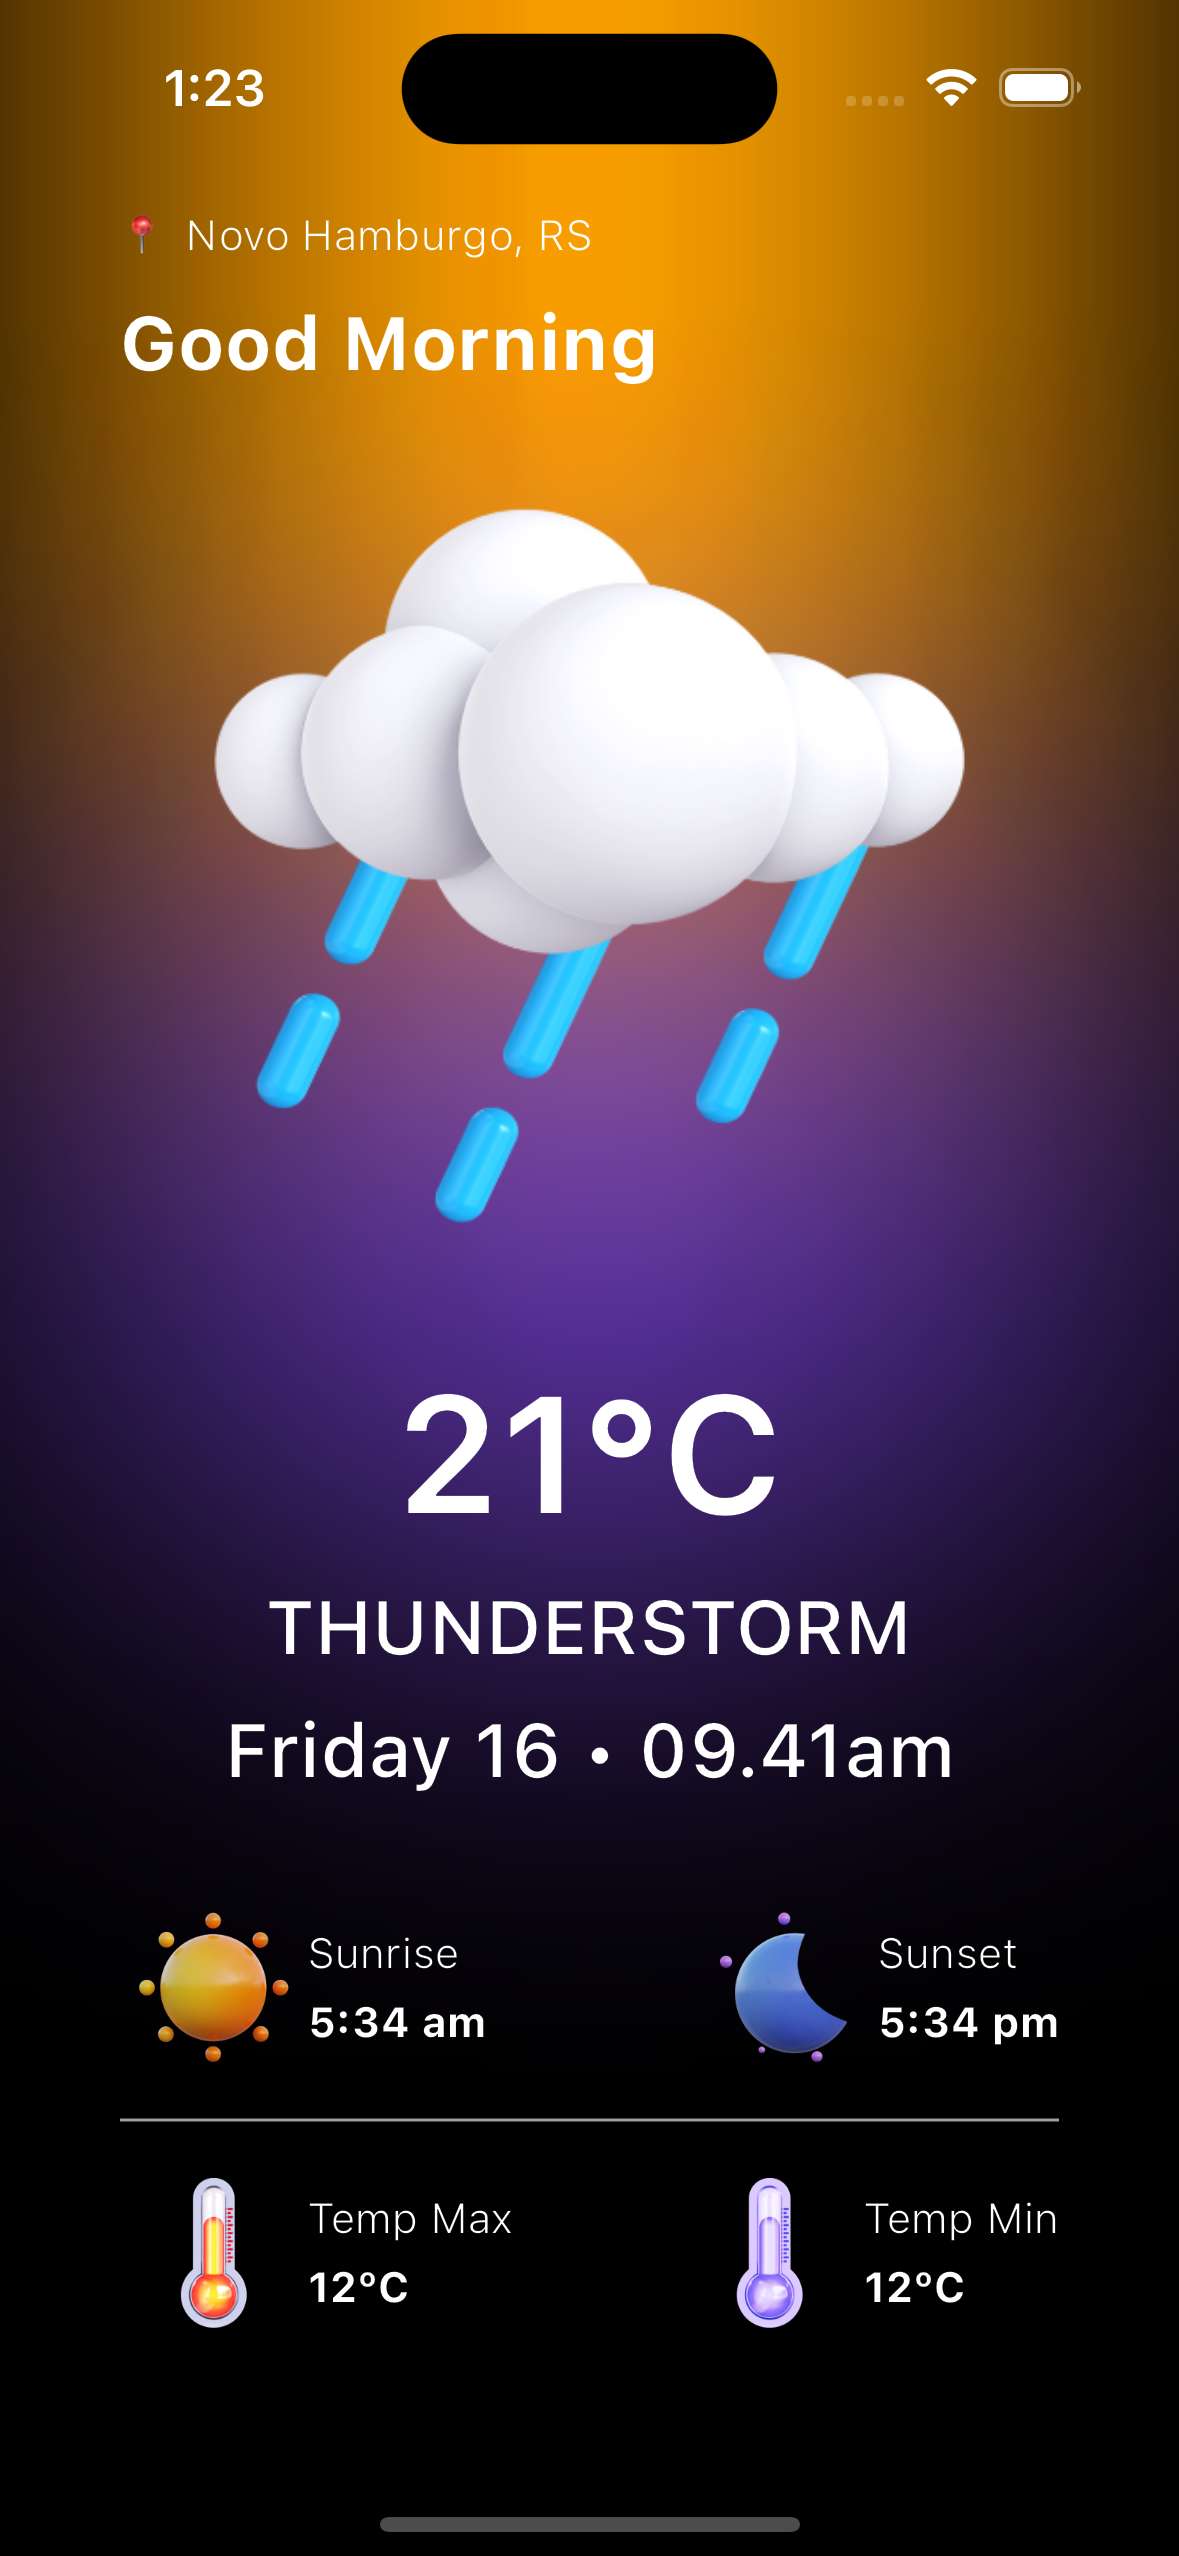 1:23
📍 Novo Hamburgo, RS
Good Morning
21°C
THUNDERSTORM
Friday 16 • 09.41am
Sunrise
5:34 am
Sunset
5:34 pm
Temp Max
12°C
Temp Min
12°C